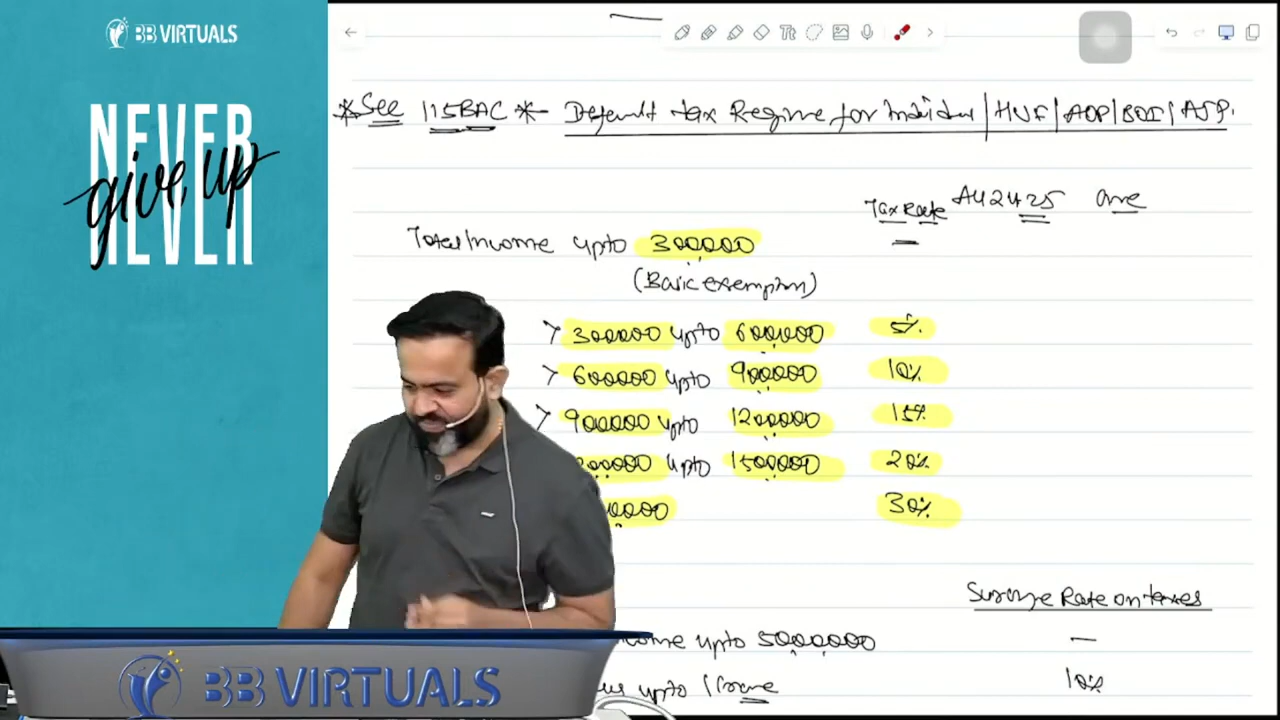 BB VIRTUALS
NEVER
give up
NEVER
*See 115BAC *- Default tax Regime for Individual / HUF / AOP / BOI / AJP.
Tax Rate AY 24 25 onw
Total Income upto 300000 —
(Basic exemption)
> 300000 upto 600000 5%
> 600000 upto 900000 10%
> 900000 upto 1200000 15%
00000 upto 1500000 20%
00000 30%
Surcharge Rate on taxes
ome upto 5000000 —
upto 1 Crore 10%
BB VIRTUALS